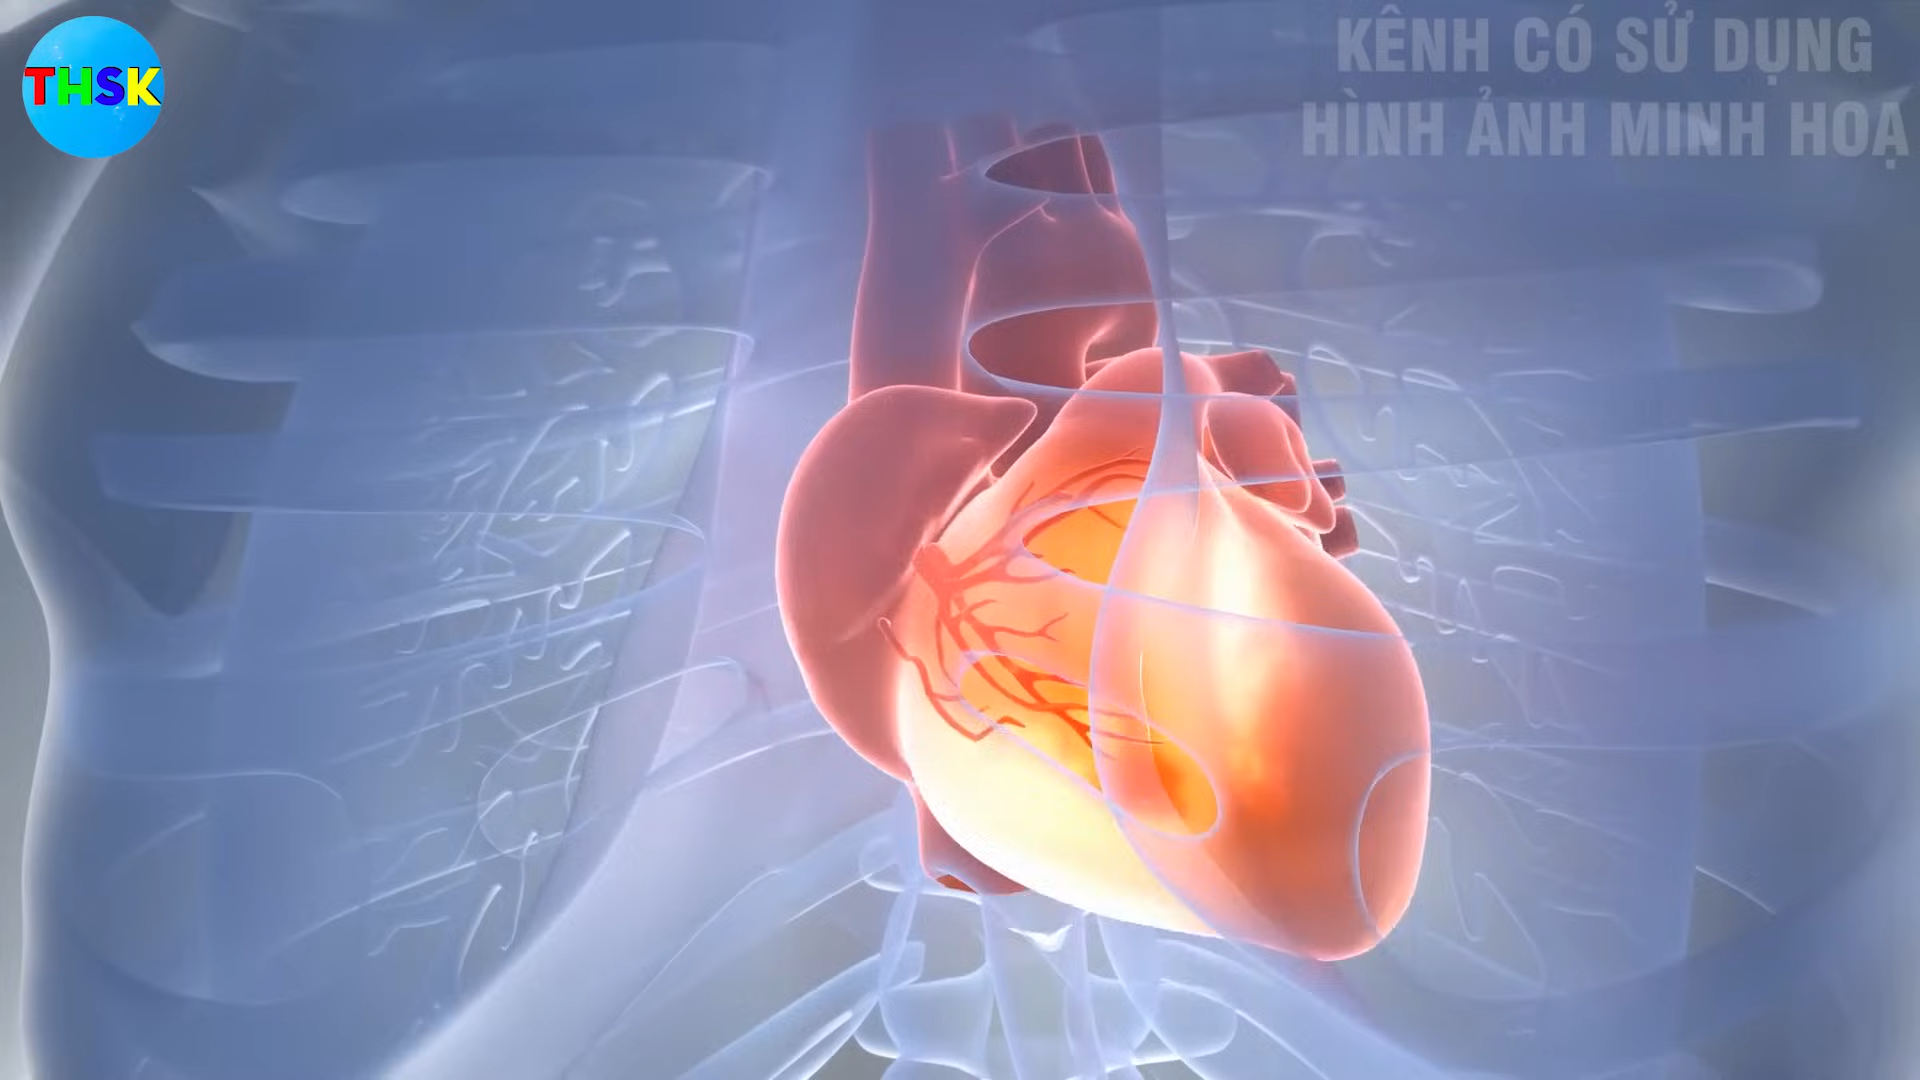 THSK
KÊNH CÓ SỬ DỤNG
HÌNH ẢNH MINH HOẠ